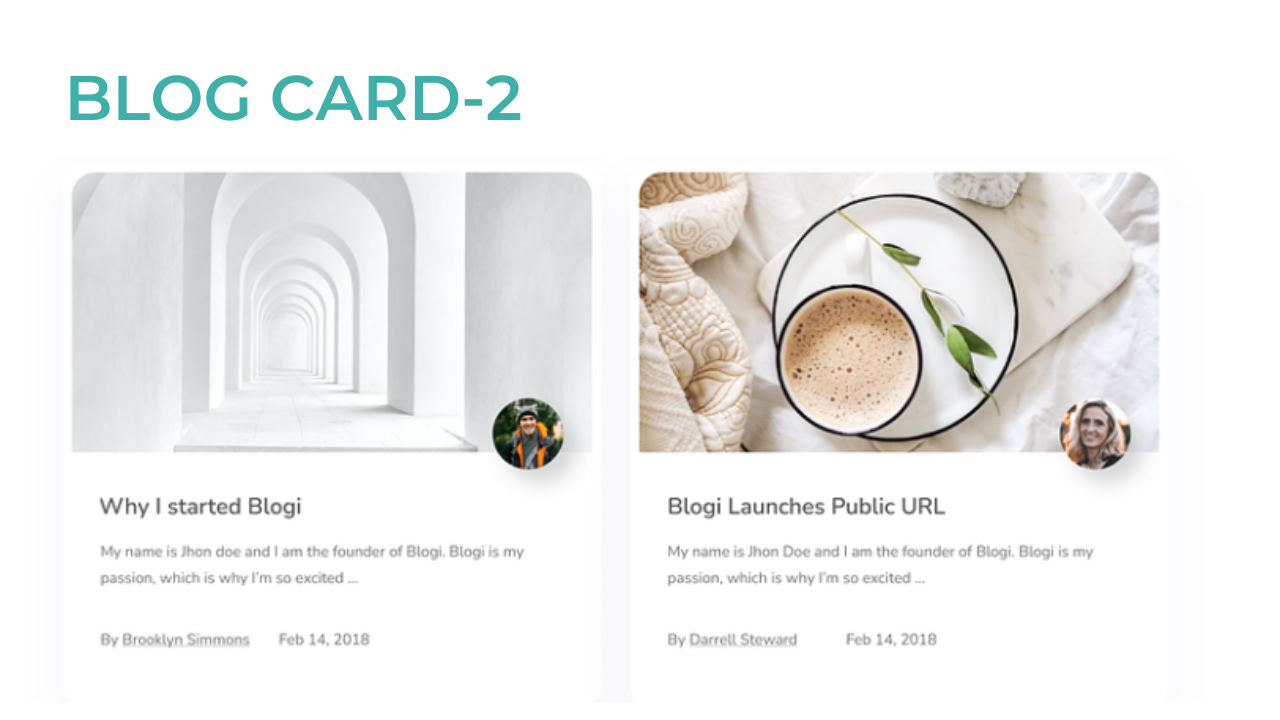 BLOG CARD-2
Why I started Blogi
My name is Jhon doe and I am the founder of Blogi. Blogi is my
passion, which is why I'm so excited ...
By Brooklyn Simmons Feb 14, 2018
Blogi Launches Public URL
My name is Jhon Doe and I am the founder of Blogi. Blogi is my
passion, which is why I'm so excited ...
By Darrell Steward Feb 14, 2018